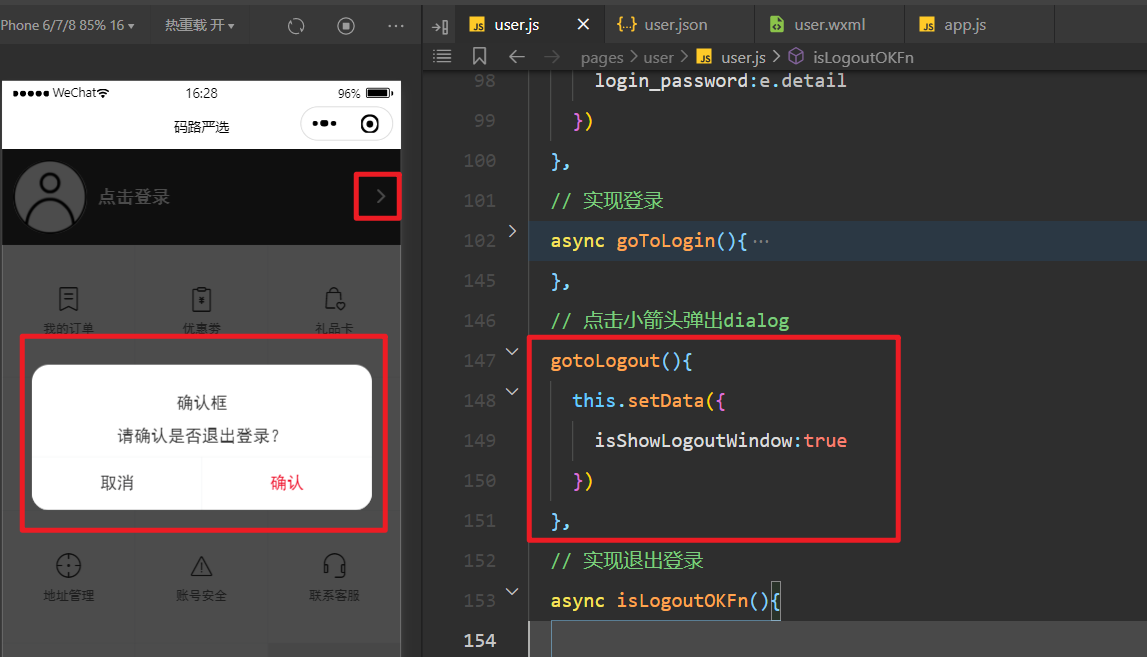 Phone 6/7/8 85% 16 热重载 开
user.js
user.json
user.wxml
app.js
pages user user.js isLogoutOKFn
WeChat 16:28 96%
码路严选
点击登录
我的订单 优惠劵 礼品卡
确认框
请确认是否退出登录?
取消 确认
地址管理 账号安全 联系客服
98 login_password:e.detail
99 })
100 },
101 // 实现登录
102 async goToLogin(){ ···
145 },
146 // 点击小箭头弹出dialog
147 gotoLogout(){
148 this.setData({
149 isShowLogoutWindow:true
150 })
151 },
152 // 实现退出登录
153 async isLogoutOKFn(){
154